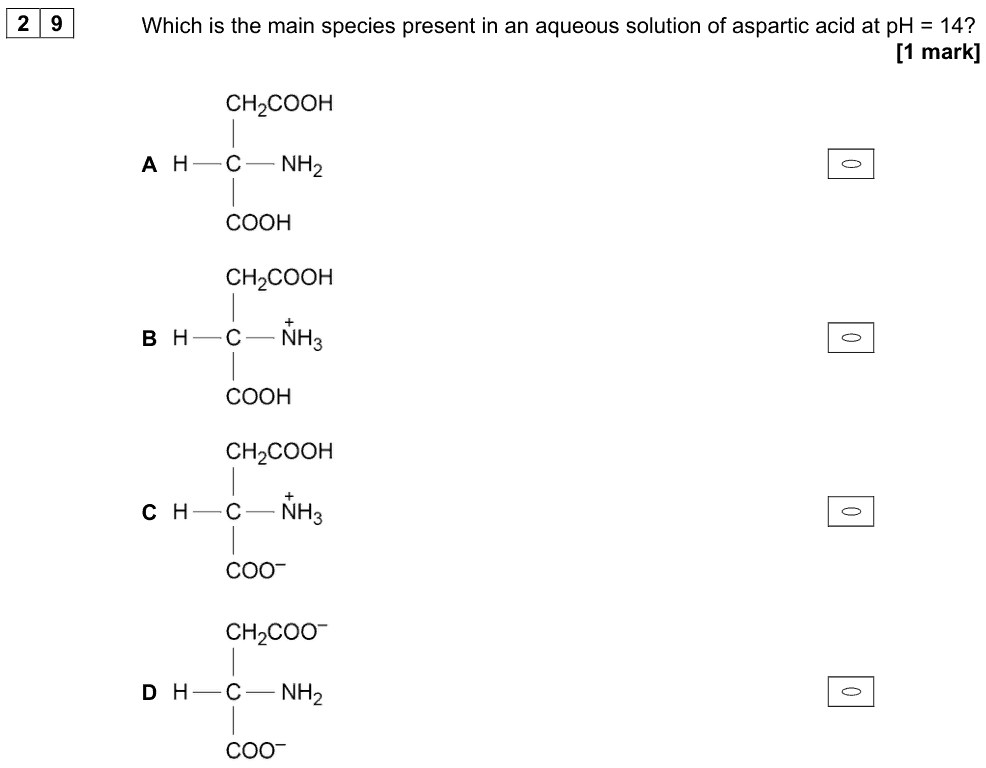 2 9 Which is the main species present in an aqueous solution of aspartic acid at pH = 14?
[1 mark]
CH₂COOH
A H — C — NH₂
COOH
CH₂COOH
+
B H — C — NH₃
COOH
CH₂COOH
+
C H — C — NH₃
COO⁻
CH₂COO⁻
D H — C — NH₂
COO⁻